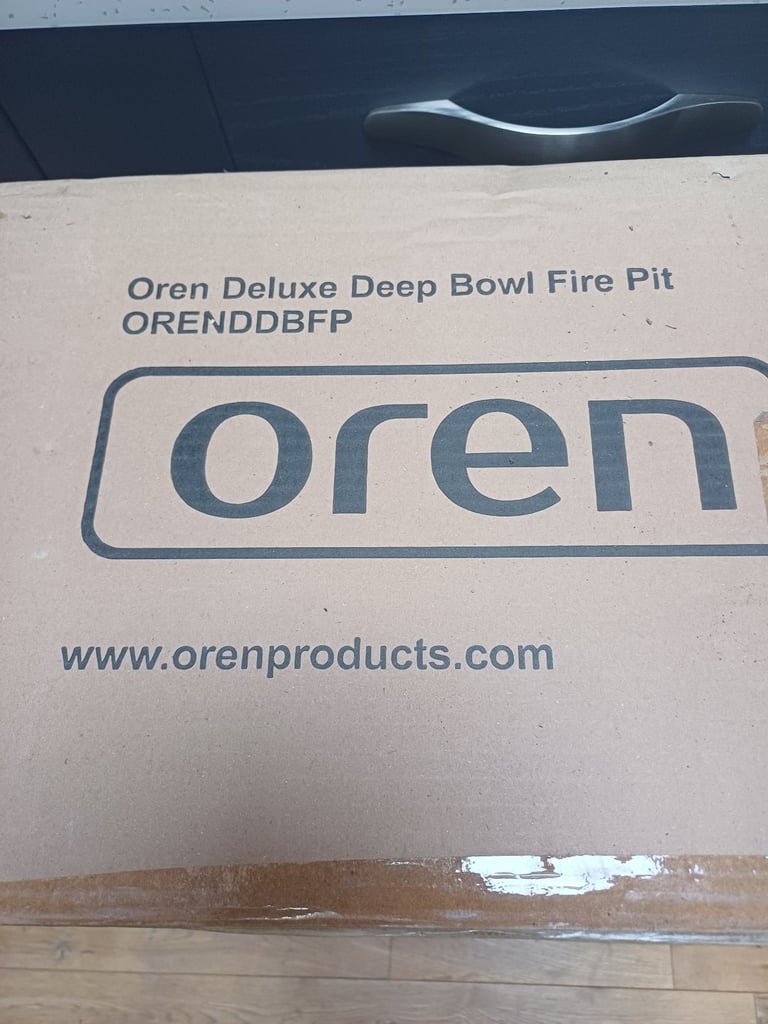 Oren Deluxe Deep Bowl Fire Pit
ORENDDBFP
oren
www.orenproducts.com